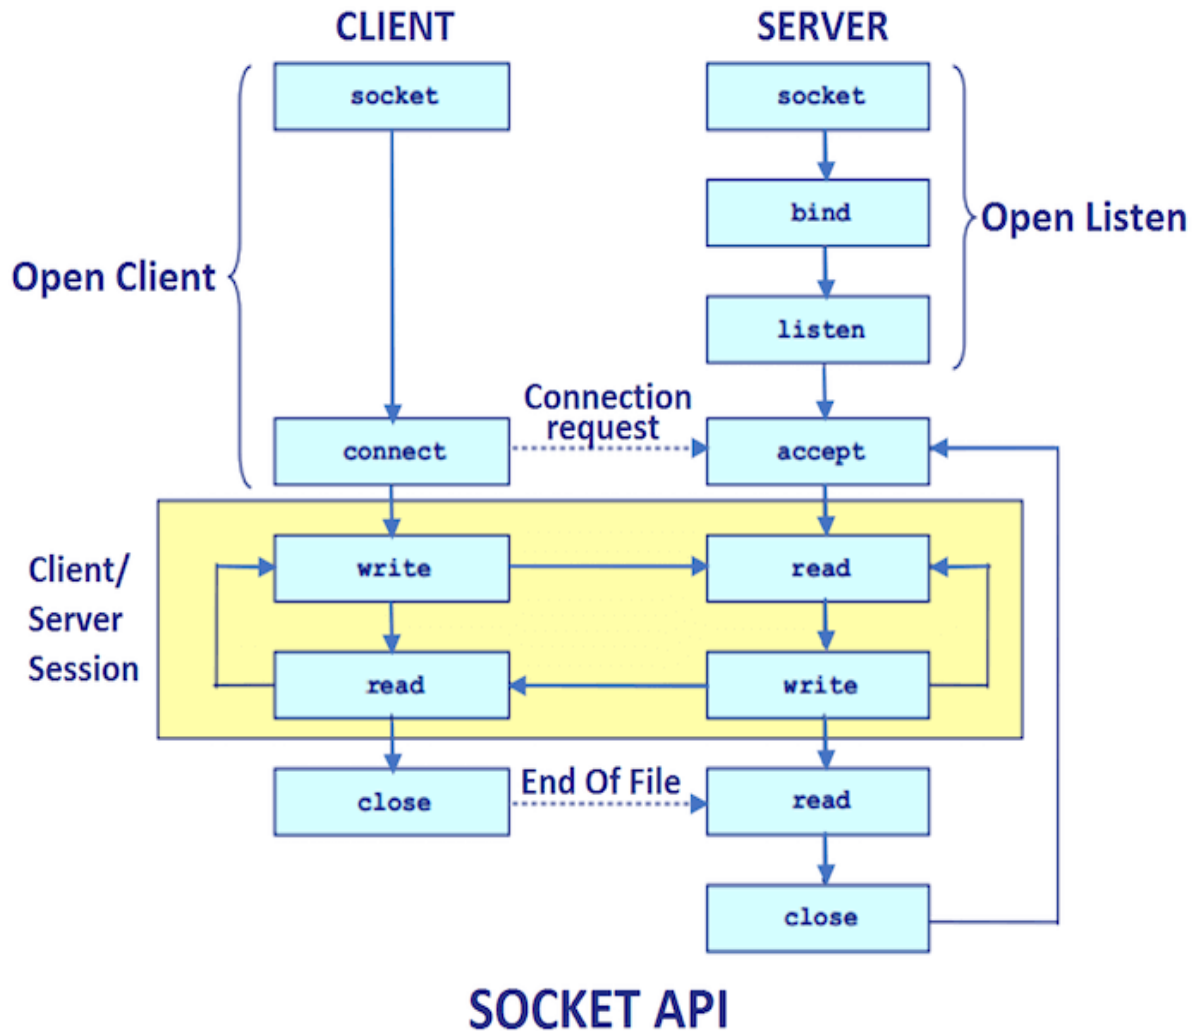 CLIENT
SERVER
socket
socket
bind
Open Listen
Open Client
listen
Connection
request
connect
accept
Client/
Server
Session
write
read
read
write
End Of File
close
read
close
SOCKET API